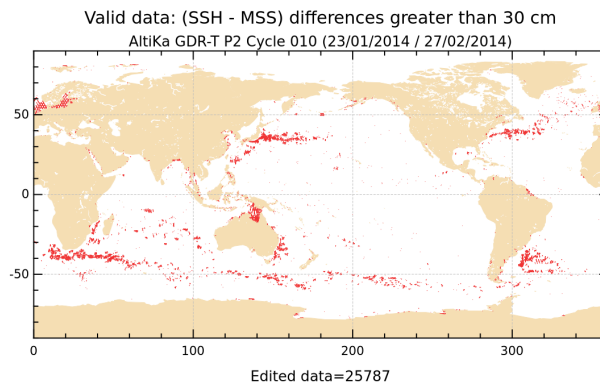 Valid data: (SSH - MSS) differences greater than 30 cm
AltiKa GDR-T P2 Cycle 010 (23/01/2014 / 27/02/2014)
50
0
-50
0
100
200
300
Edited data=25787